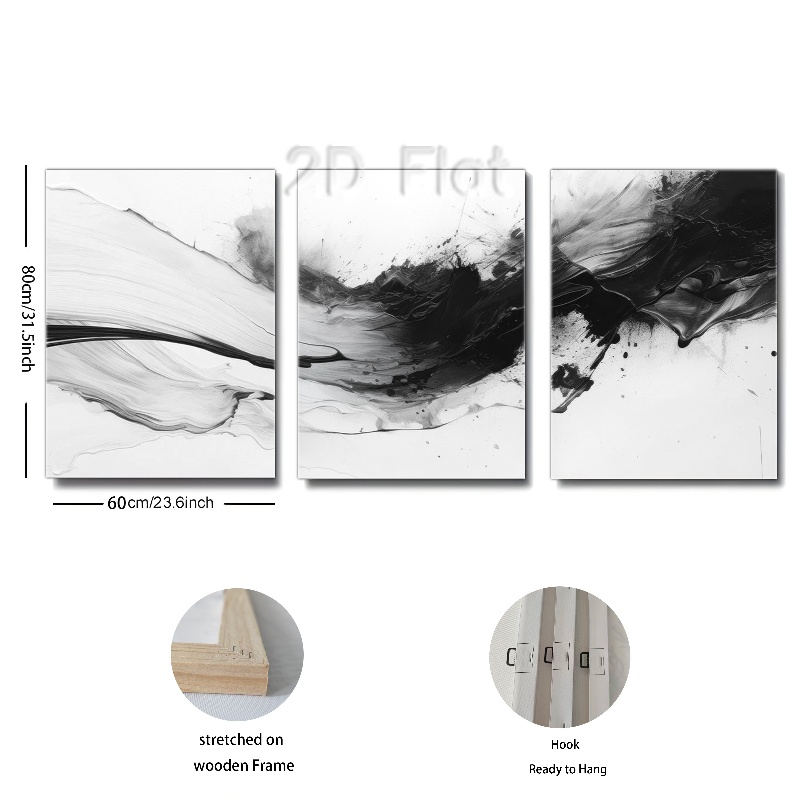 2D Flat
80cm/31.5inch
60cm/23.6inch
stretched on
wooden Frame
Hook
Ready to Hang